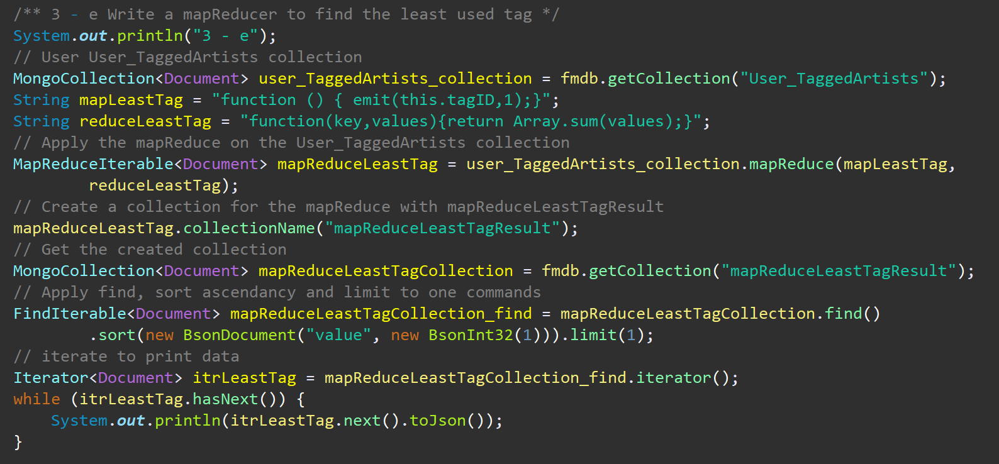 /** 3 - e Write a mapReducer to find the least used tag */
System.out.println("3 - e");
// User User_TaggedArtists collection
MongoCollection<Document> user_TaggedArtists_collection = fmdb.getCollection("User_TaggedArtists");
String mapLeastTag = "function () { emit(this.tagID,1);}";
String reduceLeastTag = "function(key,values){return Array.sum(values);}";
// Apply the mapReduce on the User_TaggedArtists collection
MapReduceIterable<Document> mapReduceLeastTag = user_TaggedArtists_collection.mapReduce(mapLeastTag,
        reduceLeastTag);
// Create a collection for the mapReduce with mapReduceLeastTagResult
mapReduceLeastTag.collectionName("mapReduceLeastTagResult");
// Get the created collection
MongoCollection<Document> mapReduceLeastTagCollection = fmdb.getCollection("mapReduceLeastTagResult");
// Apply find, sort ascendancy and limit to one commands
FindIterable<Document> mapReduceLeastTagCollection_find = mapReduceLeastTagCollection.find()
        .sort(new BsonDocument("value", new BsonInt32(1))).limit(1);
// iterate to print data
Iterator<Document> itrLeastTag = mapReduceLeastTagCollection_find.iterator();
while (itrLeastTag.hasNext()) {
    System.out.println(itrLeastTag.next().toJson());
}